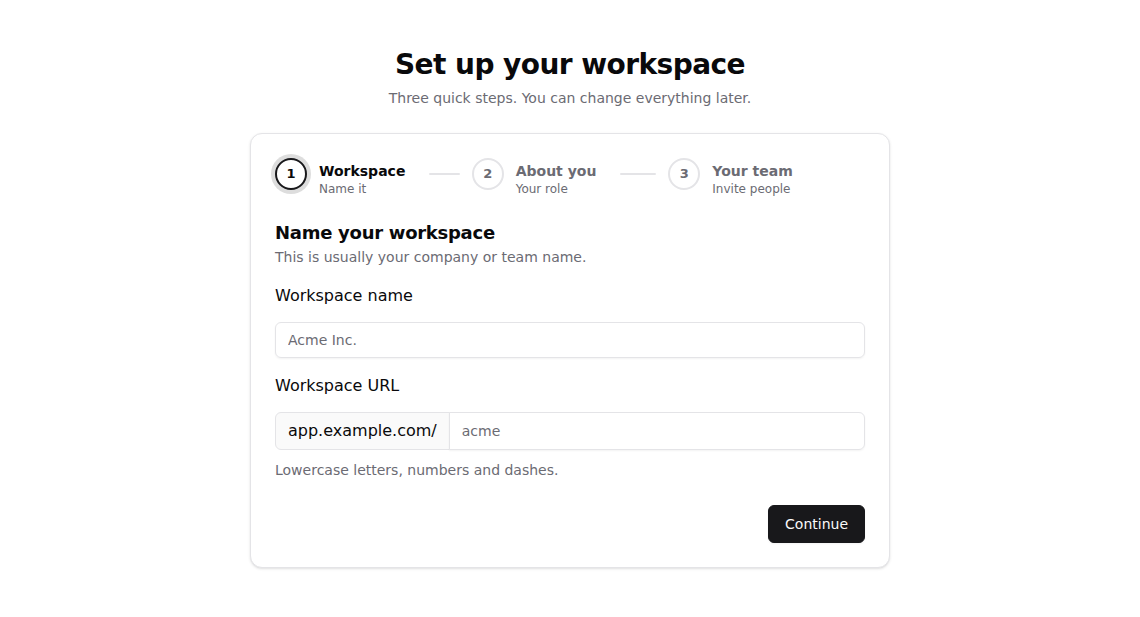 Set up your workspace
Three quick steps. You can change everything later.
1 Workspace 2 About you 3 Your team
Name it Your role Invite people
Name your workspace
This is usually your company or team name.
Workspace name
Acme Inc.
Workspace URL
app.example.com/ acme
Lowercase letters, numbers and dashes.
Continue